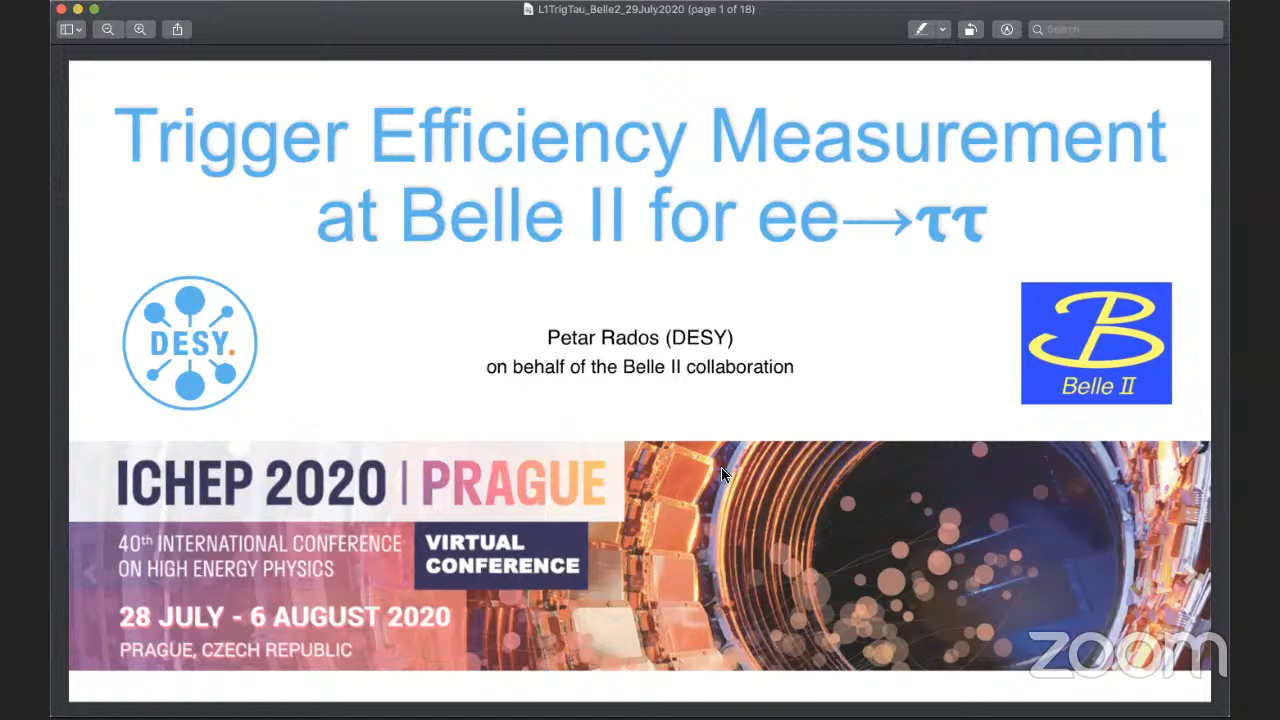 L1TrigTau_Belle2_29July2020 (page 1 of 18)
Search
Trigger Efficiency Measurement
at Belle II for ee→ττ
DESY.
Petar Rados (DESY)
on behalf of the Belle II collaboration
B
Belle II
ICHEP 2020 | PRAGUE
40th INTERNATIONAL CONFERENCE
ON HIGH ENERGY PHYSICS
VIRTUAL
CONFERENCE
28 JULY - 6 AUGUST 2020
PRAGUE, CZECH REPUBLIC
zoom